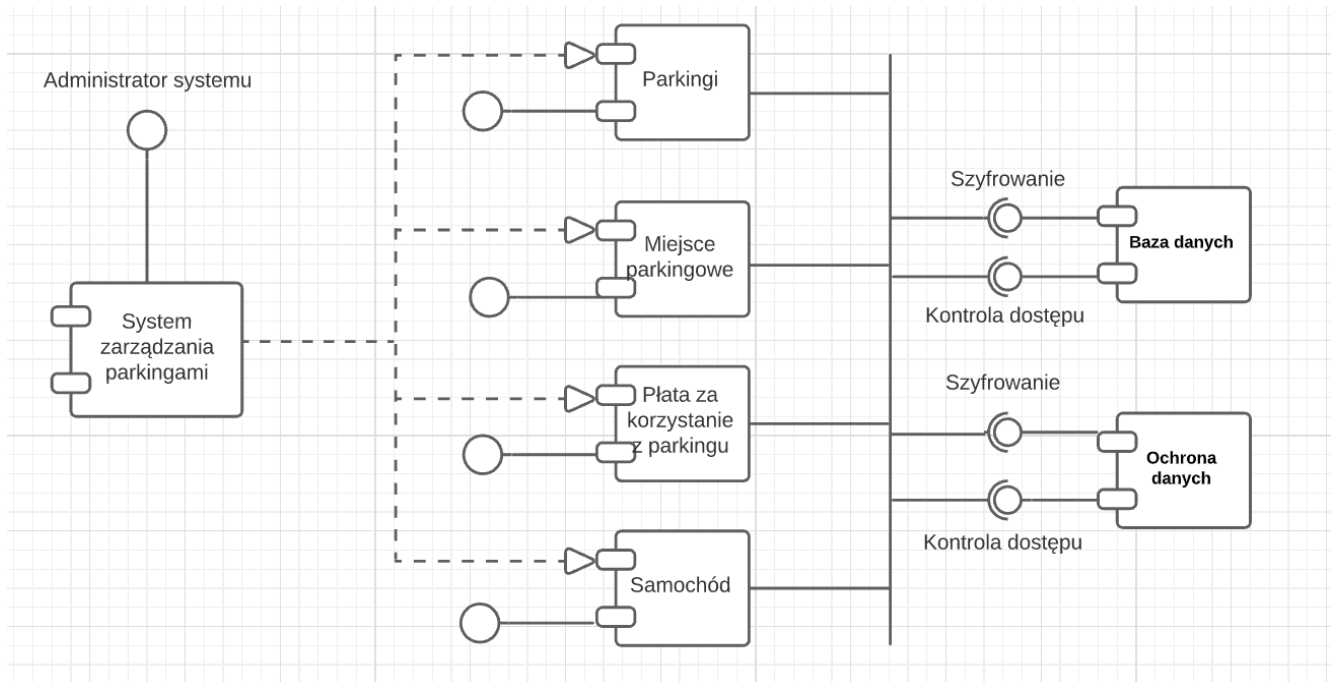 Administrator systemu
System
zarządzania
parkingami
Parkingi
Miejsce
parkingowe
Płata za
korzystanie
z parkingu
Samochód
Szyfrowanie
Baza danych
Kontrola dostępu
Szyfrowanie
Ochrona
danych
Kontrola dostępu